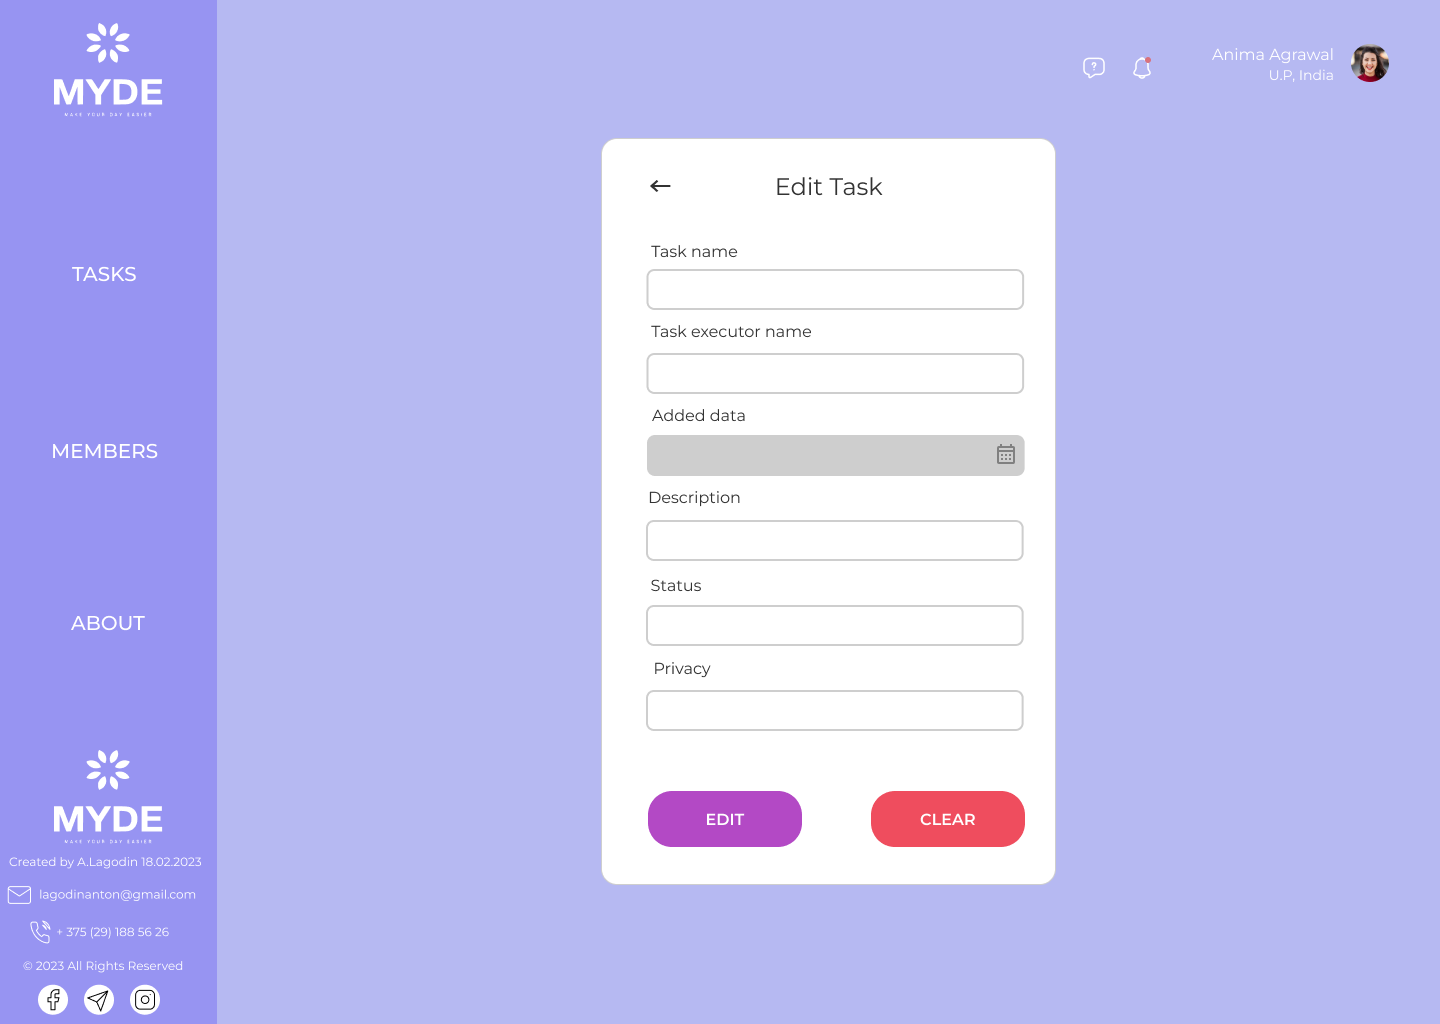 MYDE
MAKE YOUR DAY EASIER
TASKS
MEMBERS
ABOUT
MYDE
MAKE YOUR DAY EASIER
Created by A.Lagodin 18.02.2023
lagodinanton@gmail.com
+ 375 (29) 188 56 26
© 2023 All Rights Reserved
?
Anima Agrawal
U.P, India
Edit Task
Task name
Task executor name
Added data
Description
Status
Privacy
EDIT
CLEAR